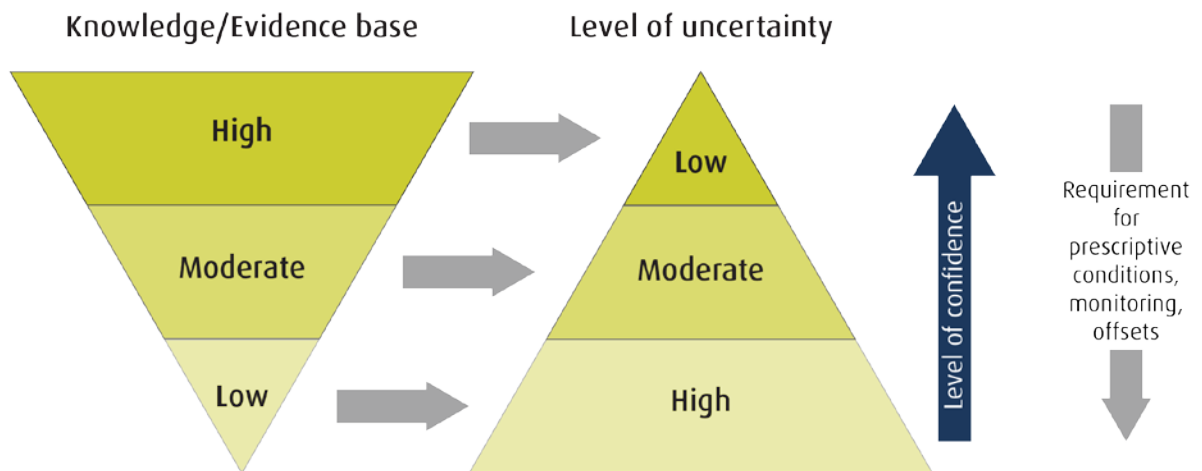 Knowledge/Evidence base
Level of uncertainty
High
Low
Moderate
Moderate
Low
High
Level of confidence
Requirement
for
prescriptive
conditions,
monitoring,
offsets